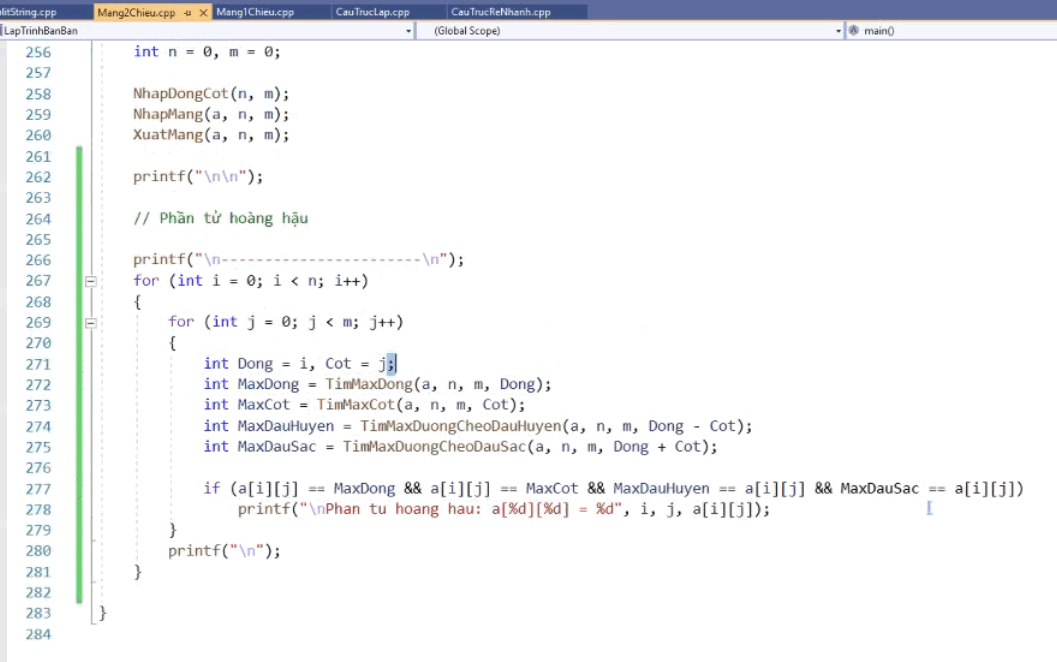 litString.cpp Mang2Chieu.cpp Mang1Chieu.cpp CauTrucLap.cpp CauTrucReNhanh.cpp
LapTrinhBanBan (Global Scope) main()
256 int n = 0, m = 0;
257
258 NhapDongCot(n, m);
259 NhapMang(a, n, m);
260 XuatMang(a, n, m);
261
262 printf("\n\n");
263
264 // Phần tử hoàng hậu
265
266 printf("\n-----------------------\n");
267 for (int i = 0; i < n; i++)
268 {
269 for (int j = 0; j < m; j++)
270 {
271 int Dong = i, Cot = j;
272 int MaxDong = TimMaxDong(a, n, m, Dong);
273 int MaxCot = TimMaxCot(a, n, m, Cot);
274 int MaxDauHuyen = TimMaxDuongCheoDauHuyen(a, n, m, Dong - Cot);
275 int MaxDauSac = TimMaxDuongCheoDauSac(a, n, m, Dong + Cot);
276
277 if (a[i][j] == MaxDong && a[i][j] == MaxCot && MaxDauHuyen == a[i][j] && MaxDauSac == a[i][j])
278 printf("\nPhan tu hoang hau: a[%d][%d] = %d", i, j, a[i][j]);
279 }
280 printf("\n");
281 }
282
283 }
284